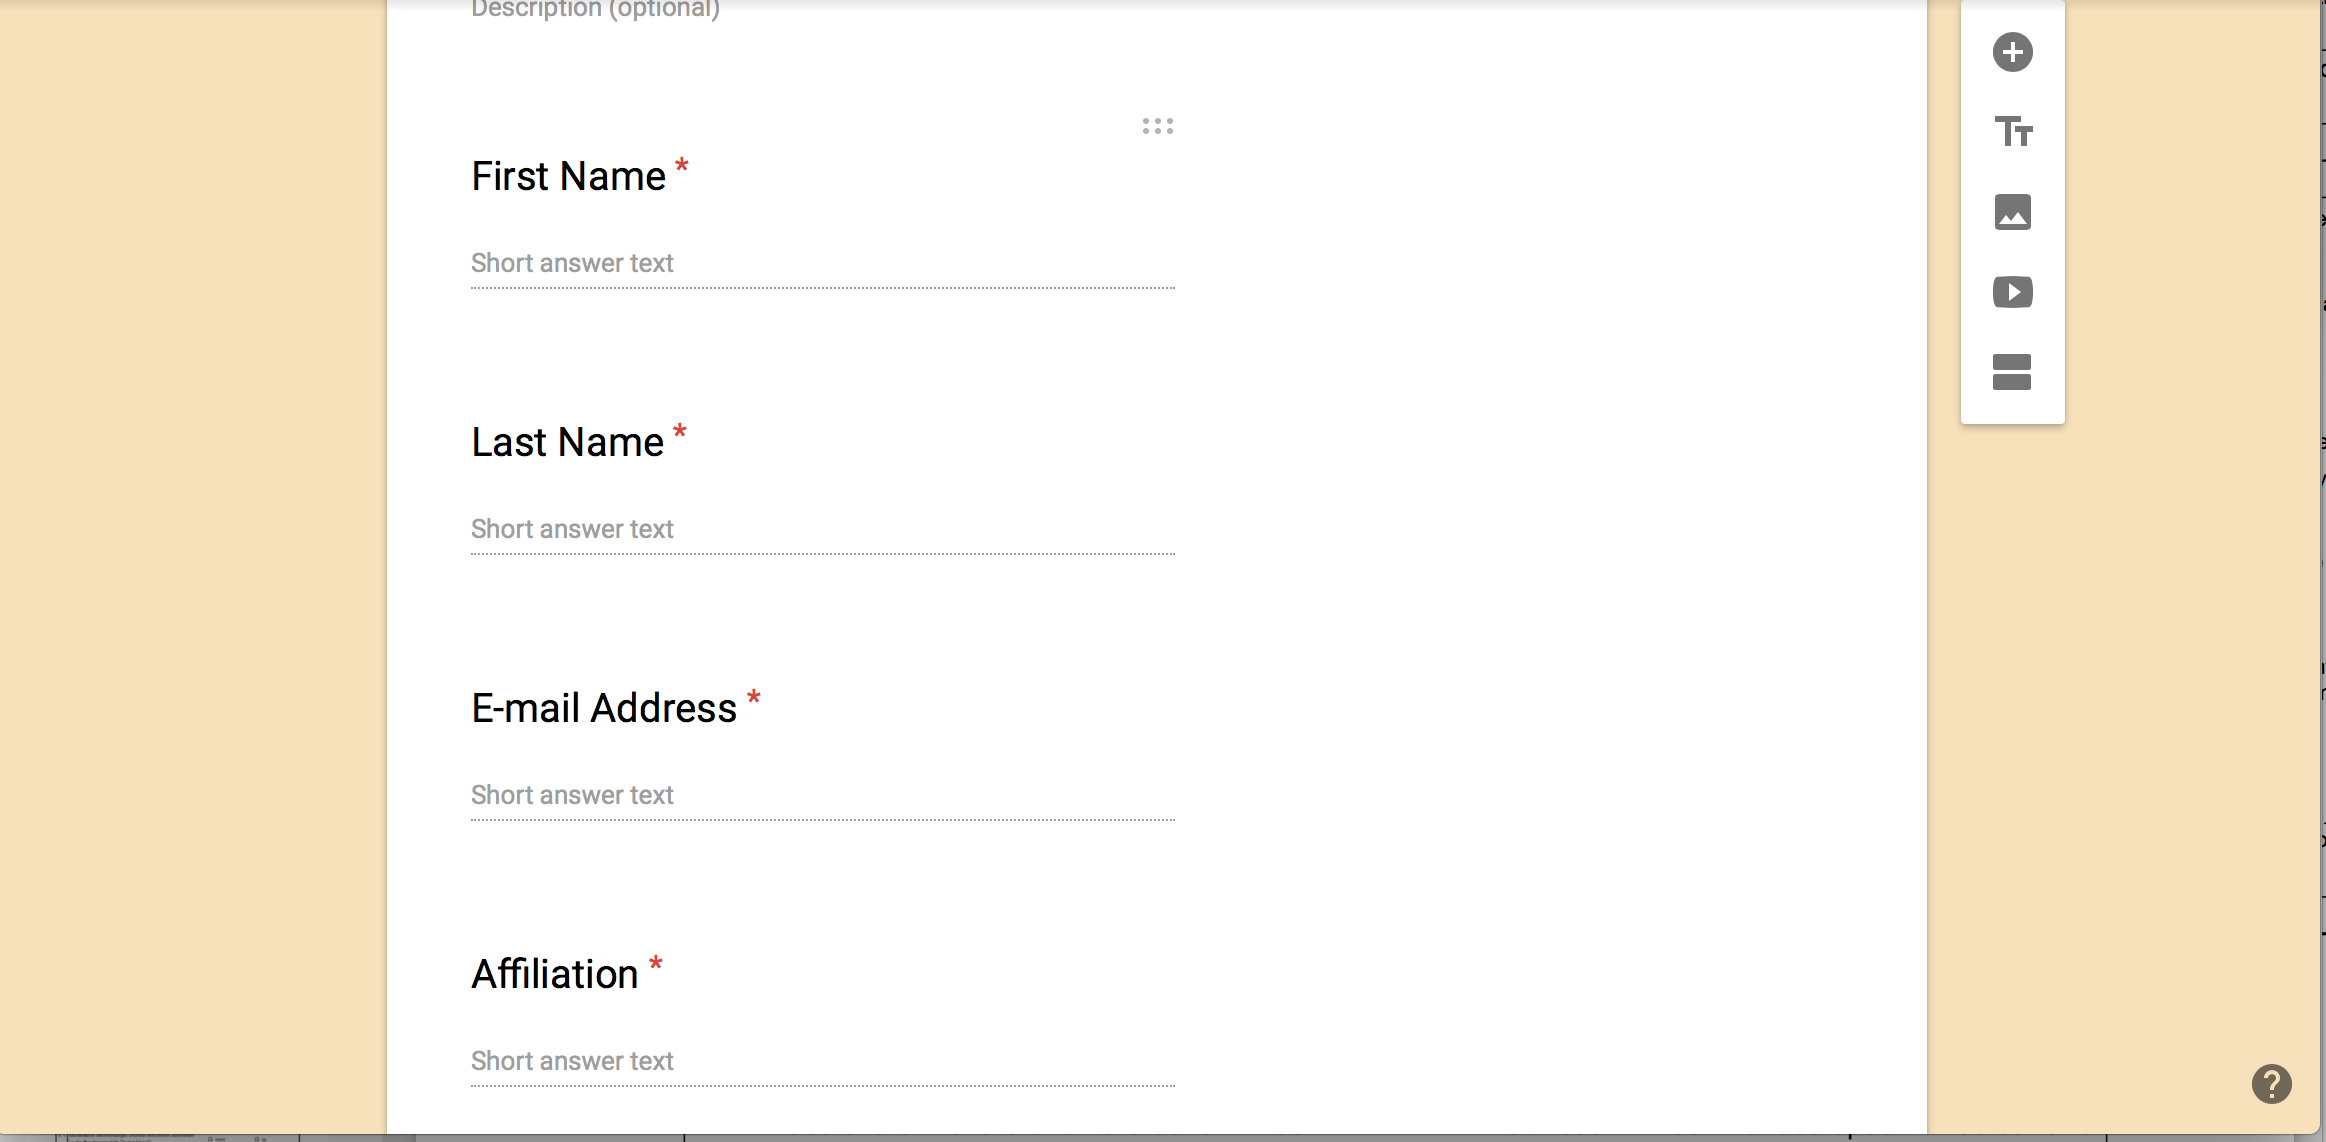 Description (optional)
First Name *
Short answer text
Last Name *
Short answer text
E-mail Address *
Short answer text
Affiliation *
Short answer text